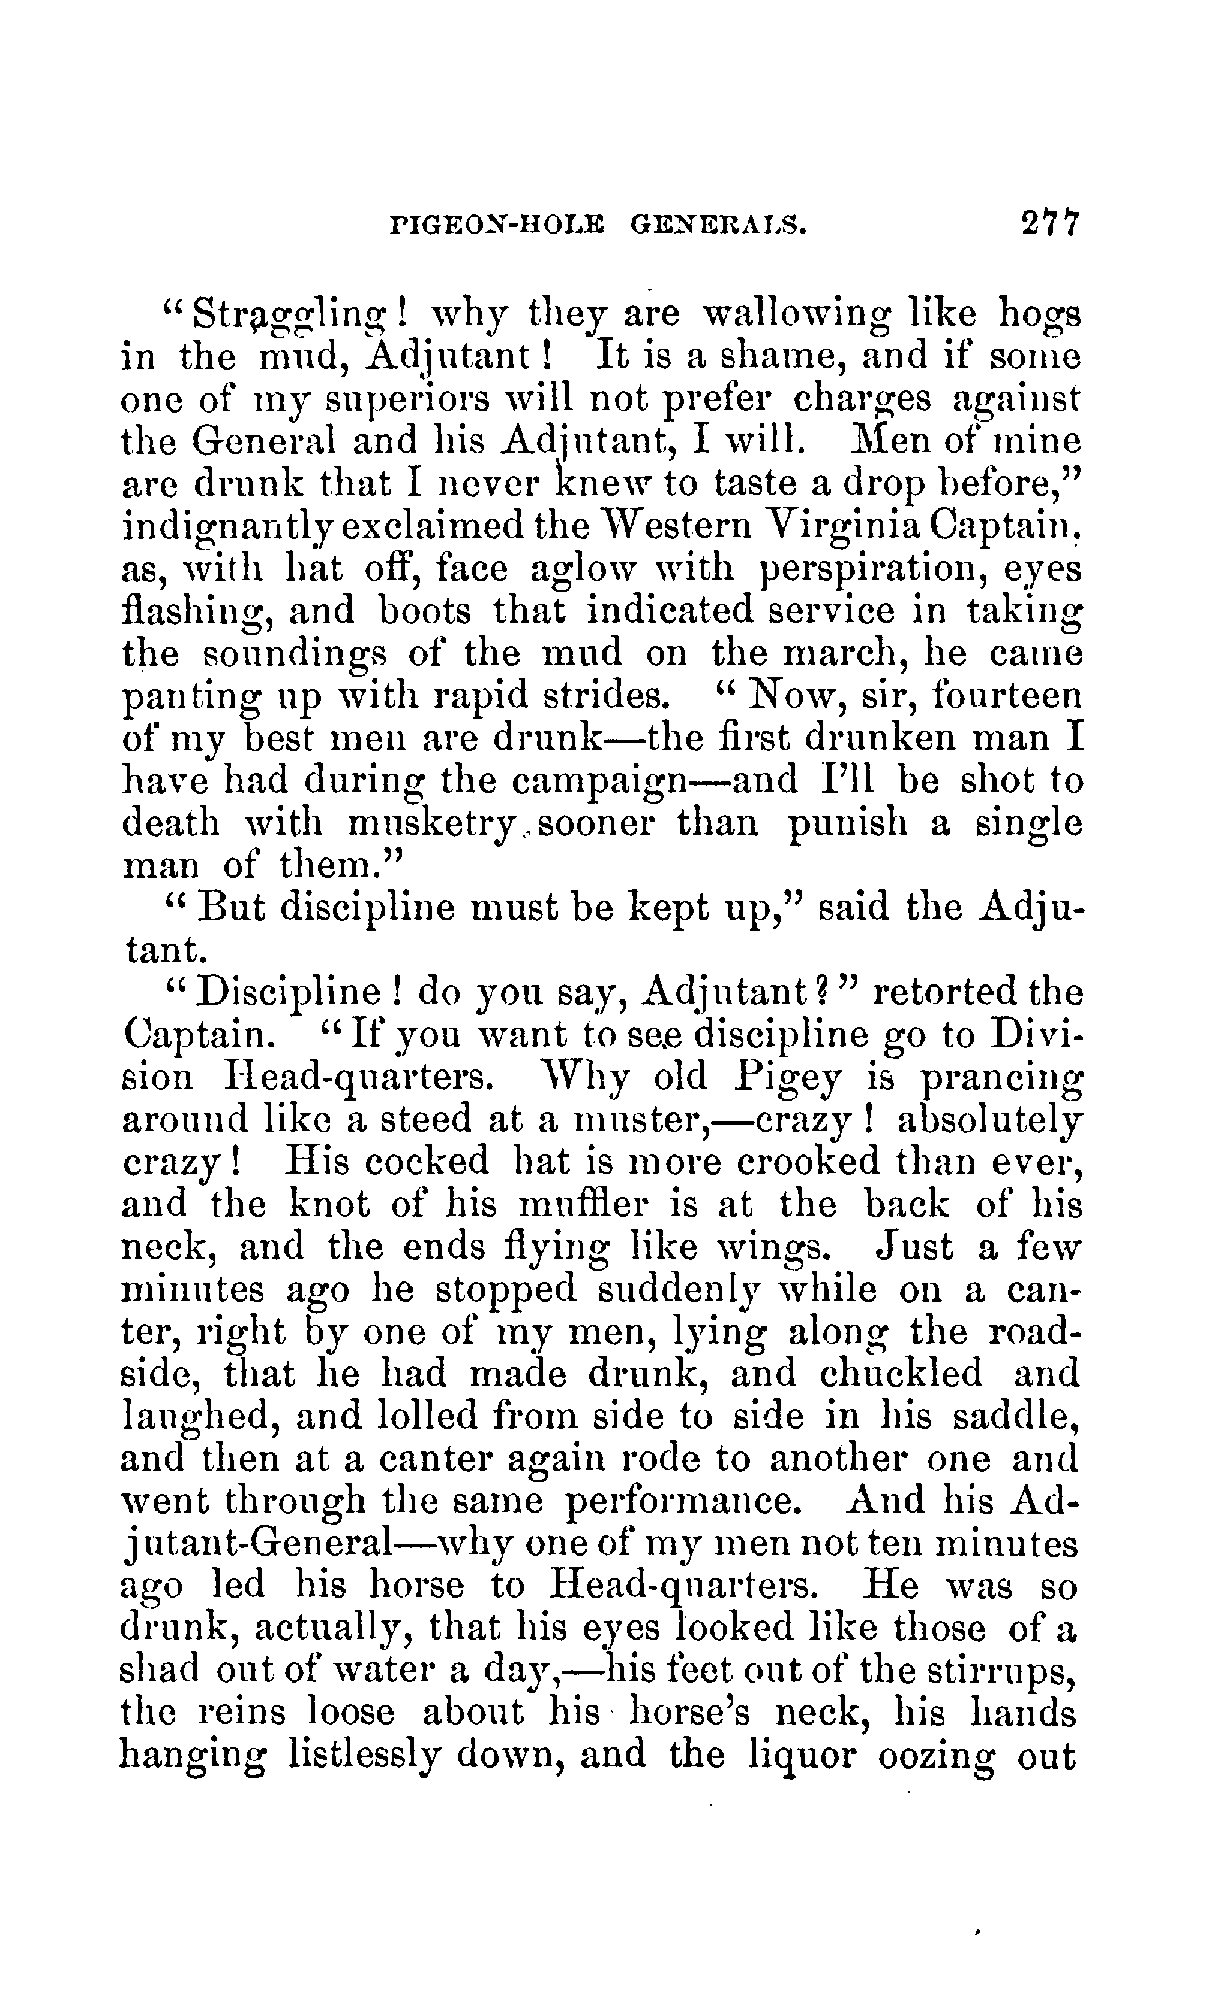 PIGEON-HOLE GENERALS. 277
"Straggling! why they are wallowing like hogs
in the mud, Adjutant! It is a shame, and if some
one of my superiors will not prefer charges against
the General and his Adjutant, I will. Men of mine
are drunk that I never knew to taste a drop before,"
indignantly exclaimed the Western Virginia Captain,
as, with hat off, face aglow with perspiration, eyes
flashing, and boots that indicated service in taking
the soundings of the mud on the march, he came
panting up with rapid strides. "Now, sir, fourteen
of my best men are drunk—the first drunken man I
have had during the campaign—and I'll be shot to
death with musketry sooner than punish a single
man of them."
"But discipline must be kept up," said the Adju-
tant.
"Discipline! do you say, Adjutant?" retorted the
Captain. "If you want to see discipline go to Divi-
sion Head-quarters. Why old Pigey is prancing
around like a steed at a muster,—crazy! absolutely
crazy! His cocked hat is more crooked than ever,
and the knot of his muffler is at the back of his
neck, and the ends flying like wings. Just a few
minutes ago he stopped suddenly while on a can-
ter, right by one of my men, lying along the road-
side, that he had made drunk, and chuckled and
laughed, and lolled from side to side in his saddle,
and then at a canter again rode to another one and
went through the same performance. And his Ad-
jutant-General—why one of my men not ten minutes
ago led his horse to Head-quarters. He was so
drunk, actually, that his eyes looked like those of a
shad out of water a day,—his feet out of the stirrups,
the reins loose about his horse's neck, his hands
hanging listlessly down, and the liquor oozing out